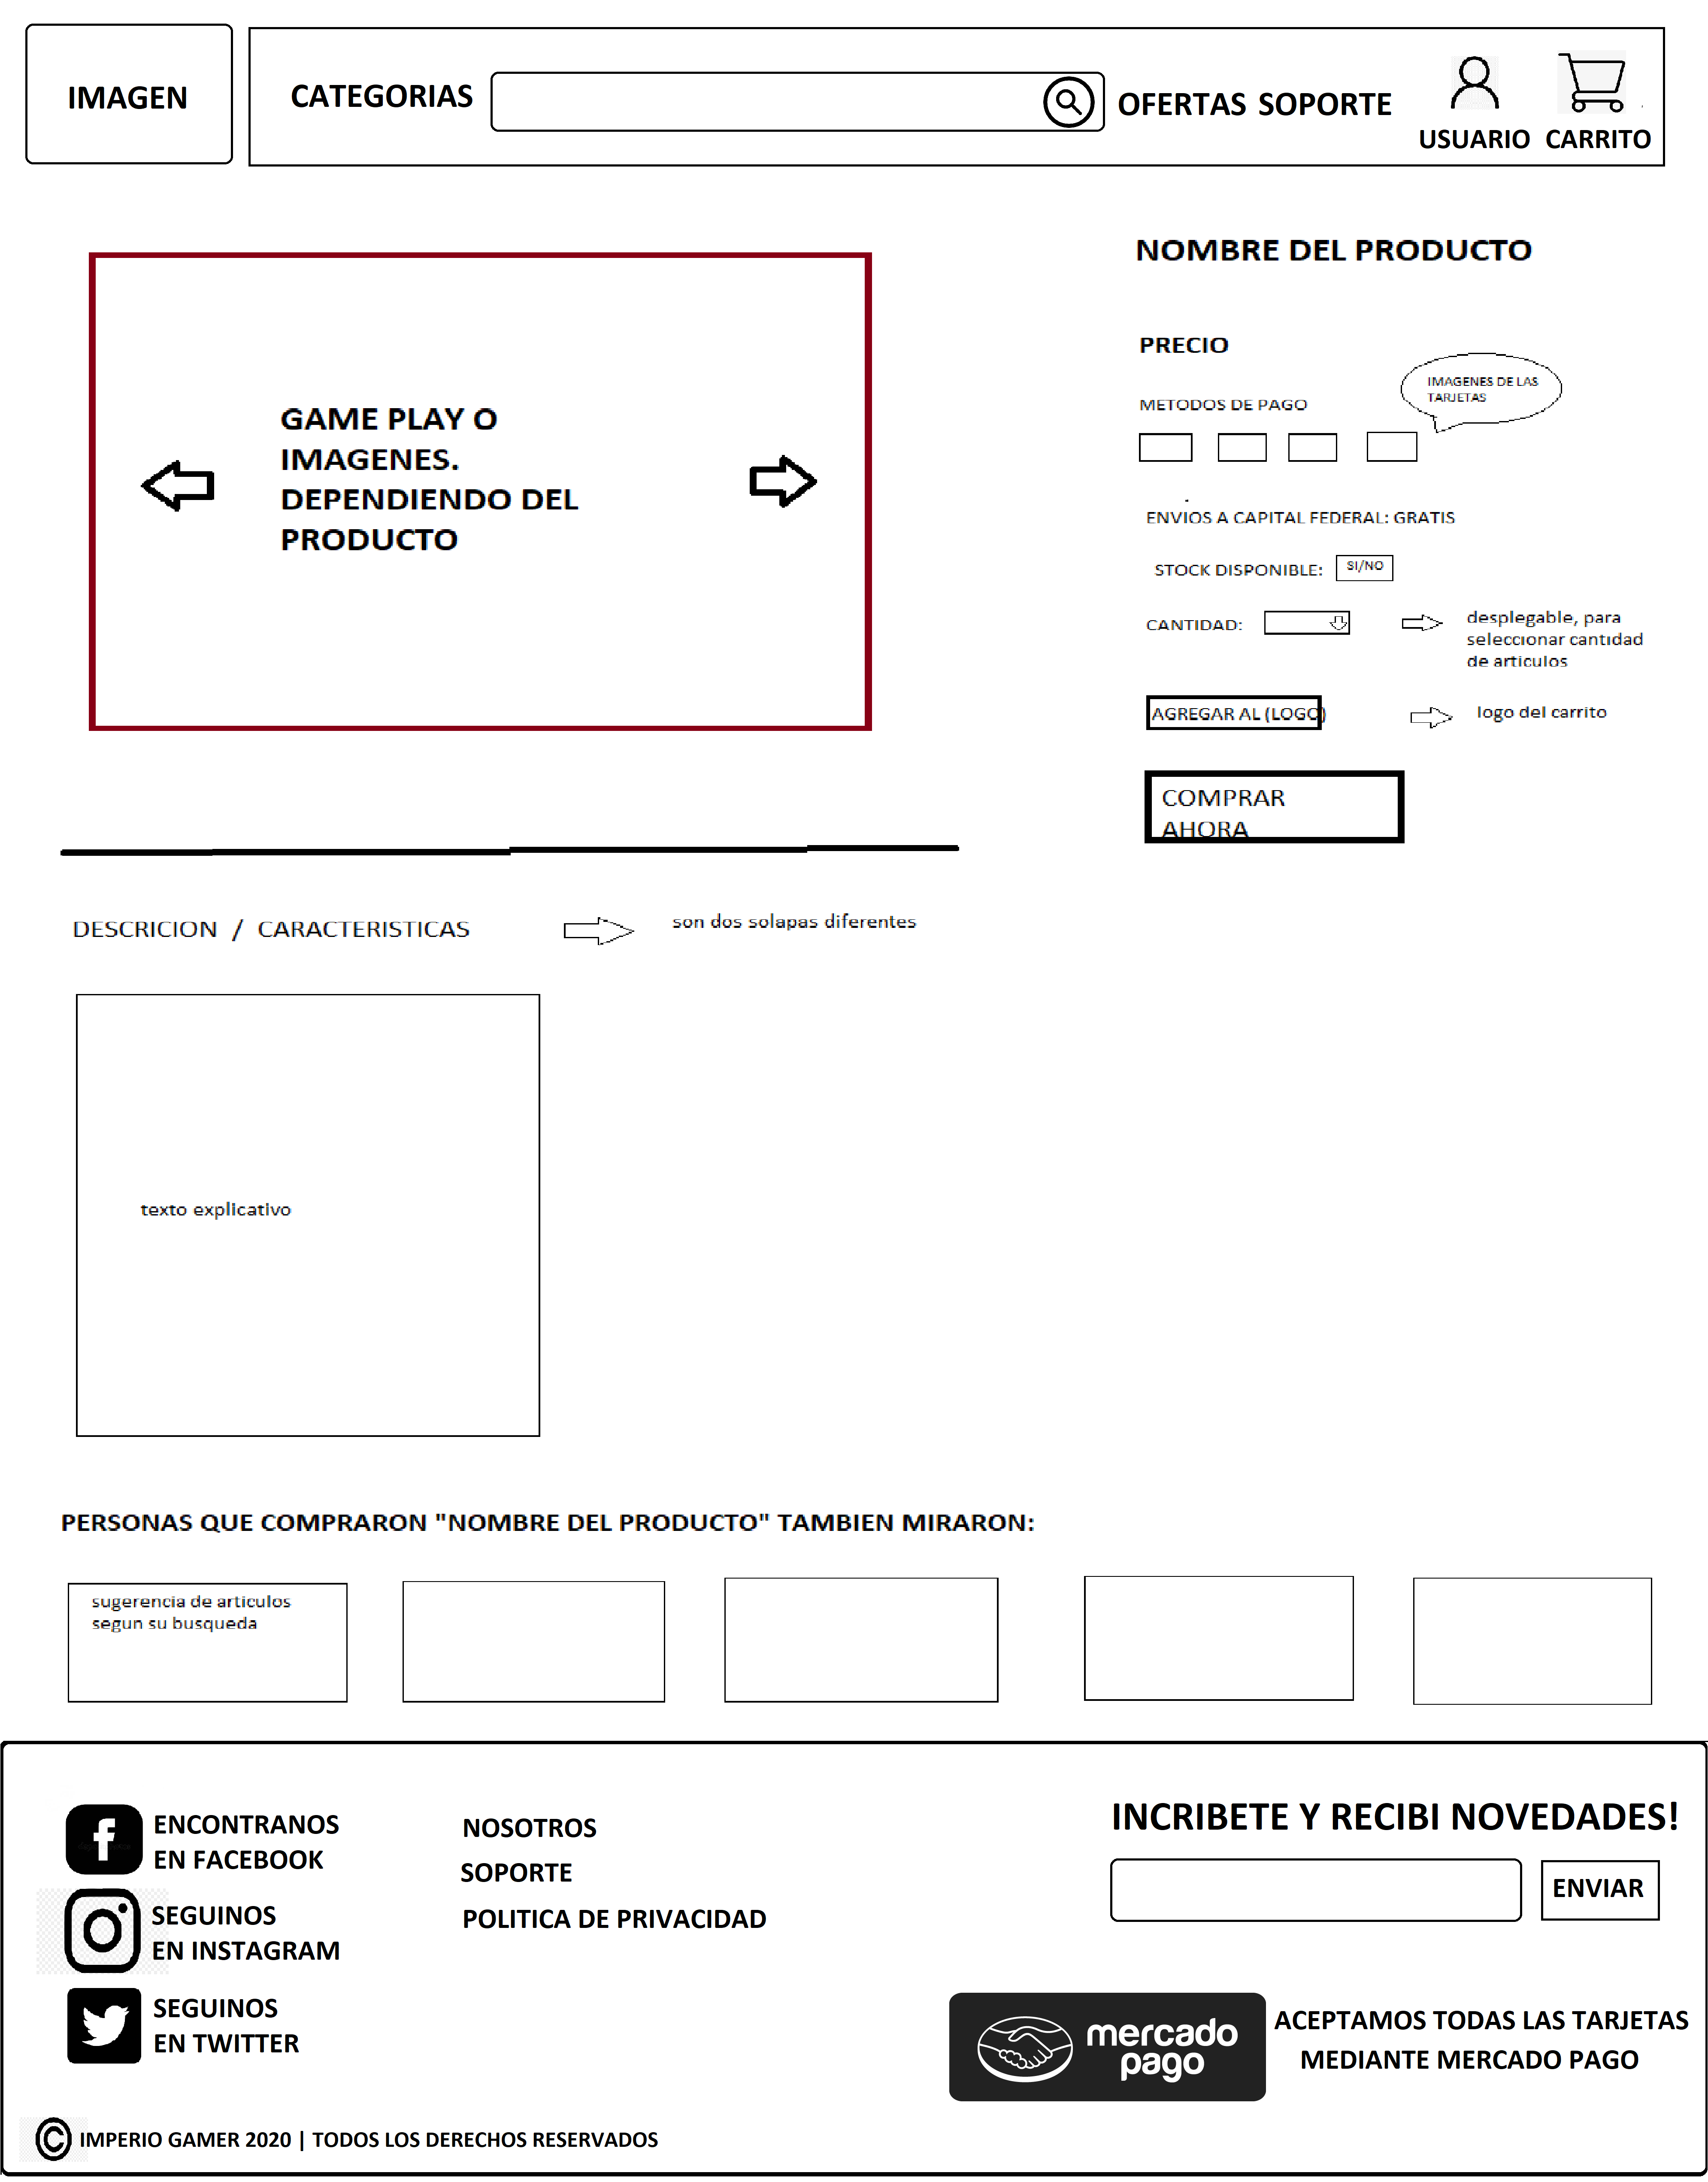 IMAGEN
CATEGORIAS
OFERTAS SOPORTE
USUARIO CARRITO
NOMBRE DEL PRODUCTO
PRECIO
IMAGENES DE LAS
TARJETAS
METODOS DE PAGO
GAME PLAY O
IMAGENES.
DEPENDIENDO DEL
PRODUCTO
ENVIOS A CAPITAL FEDERAL: GRATIS
STOCK DISPONIBLE: SI/NO
CANTIDAD:
desplegable, para
seleccionar cantidad
de articulos
AGREGAR AL (LOGO)
logo del carrito
COMPRAR
AHORA
DESCRICION / CARACTERISTICAS
son dos solapas diferentes
texto explicativo
PERSONAS QUE COMPRARON "NOMBRE DEL PRODUCTO" TAMBIEN MIRARON:
sugerencia de articulos
segun su busqueda
ENCONTRANOS
EN FACEBOOK
SEGUINOS
EN INSTAGRAM
SEGUINOS
EN TWITTER
NOSOTROS
SOPORTE
POLITICA DE PRIVACIDAD
INCRIBETE Y RECIBI NOVEDADES!
ENVIAR
mercado
pago
ACEPTAMOS TODAS LAS TARJETAS
MEDIANTE MERCADO PAGO
© IMPERIO GAMER 2020 | TODOS LOS DERECHOS RESERVADOS